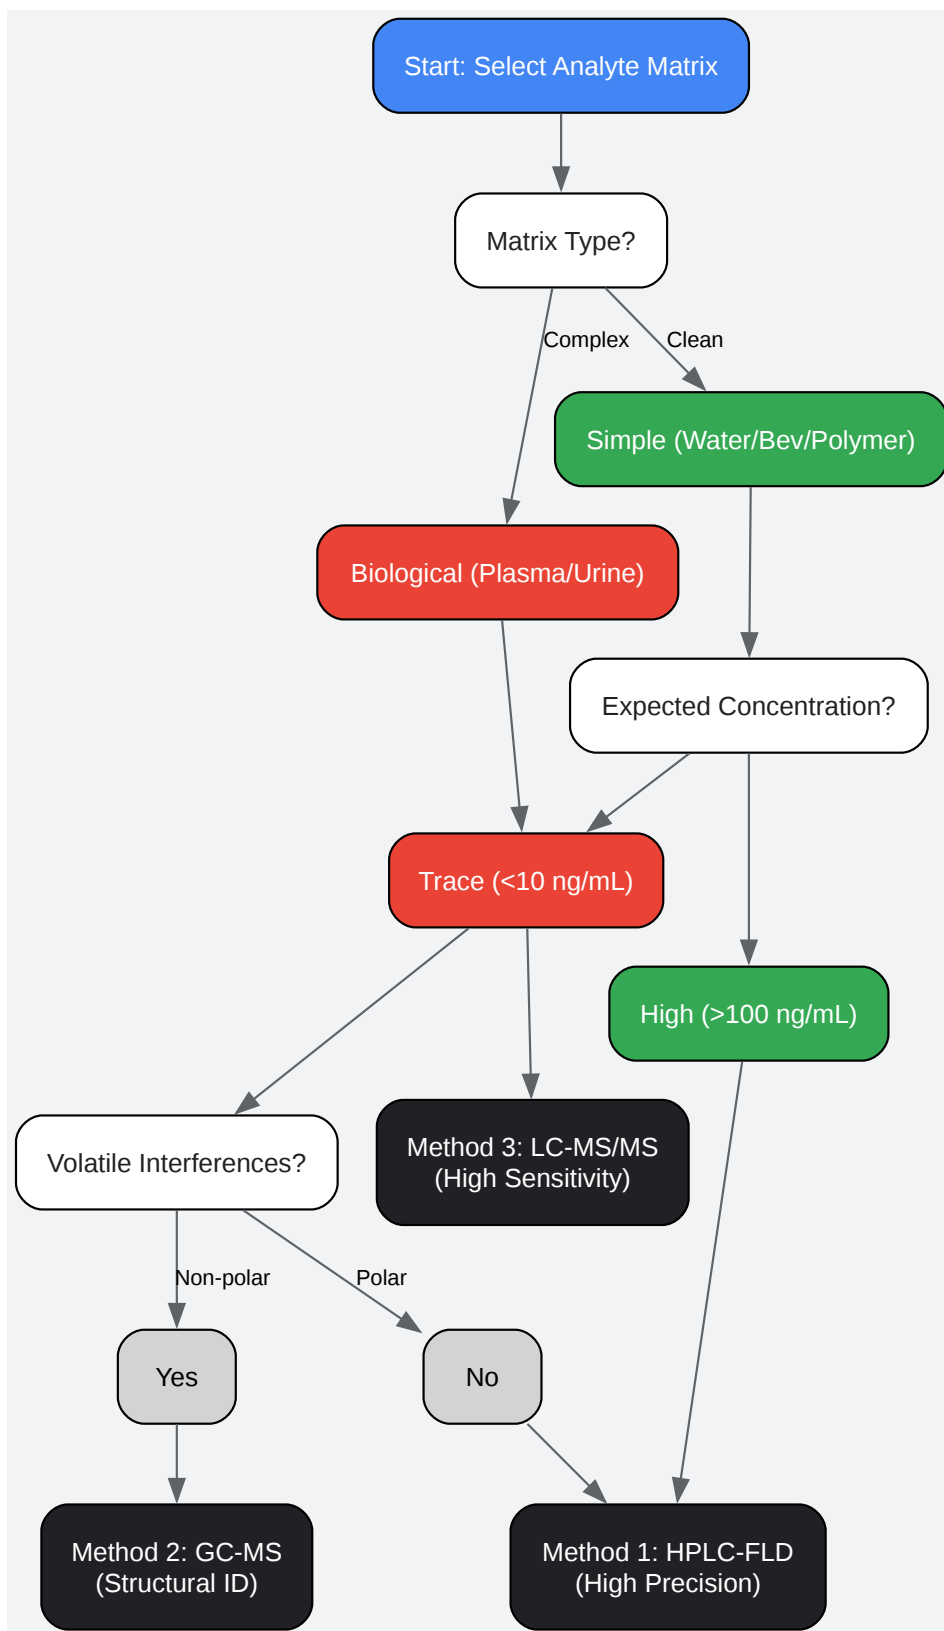 Start: Select Analyte Matrix
Matrix Type?
Complex
Clean
Simple (Water/Bev/Polymer)
Biological (Plasma/Urine)
Expected Concentration?
Trace (<10 ng/mL)
High (>100 ng/mL)
Method 3: LC-MS/MS
(High Sensitivity)
Volatile Interferences?
Non-polar
Polar
Yes
No
Method 2: GC-MS
(Structural ID)
Method 1: HPLC-FLD
(High Precision)